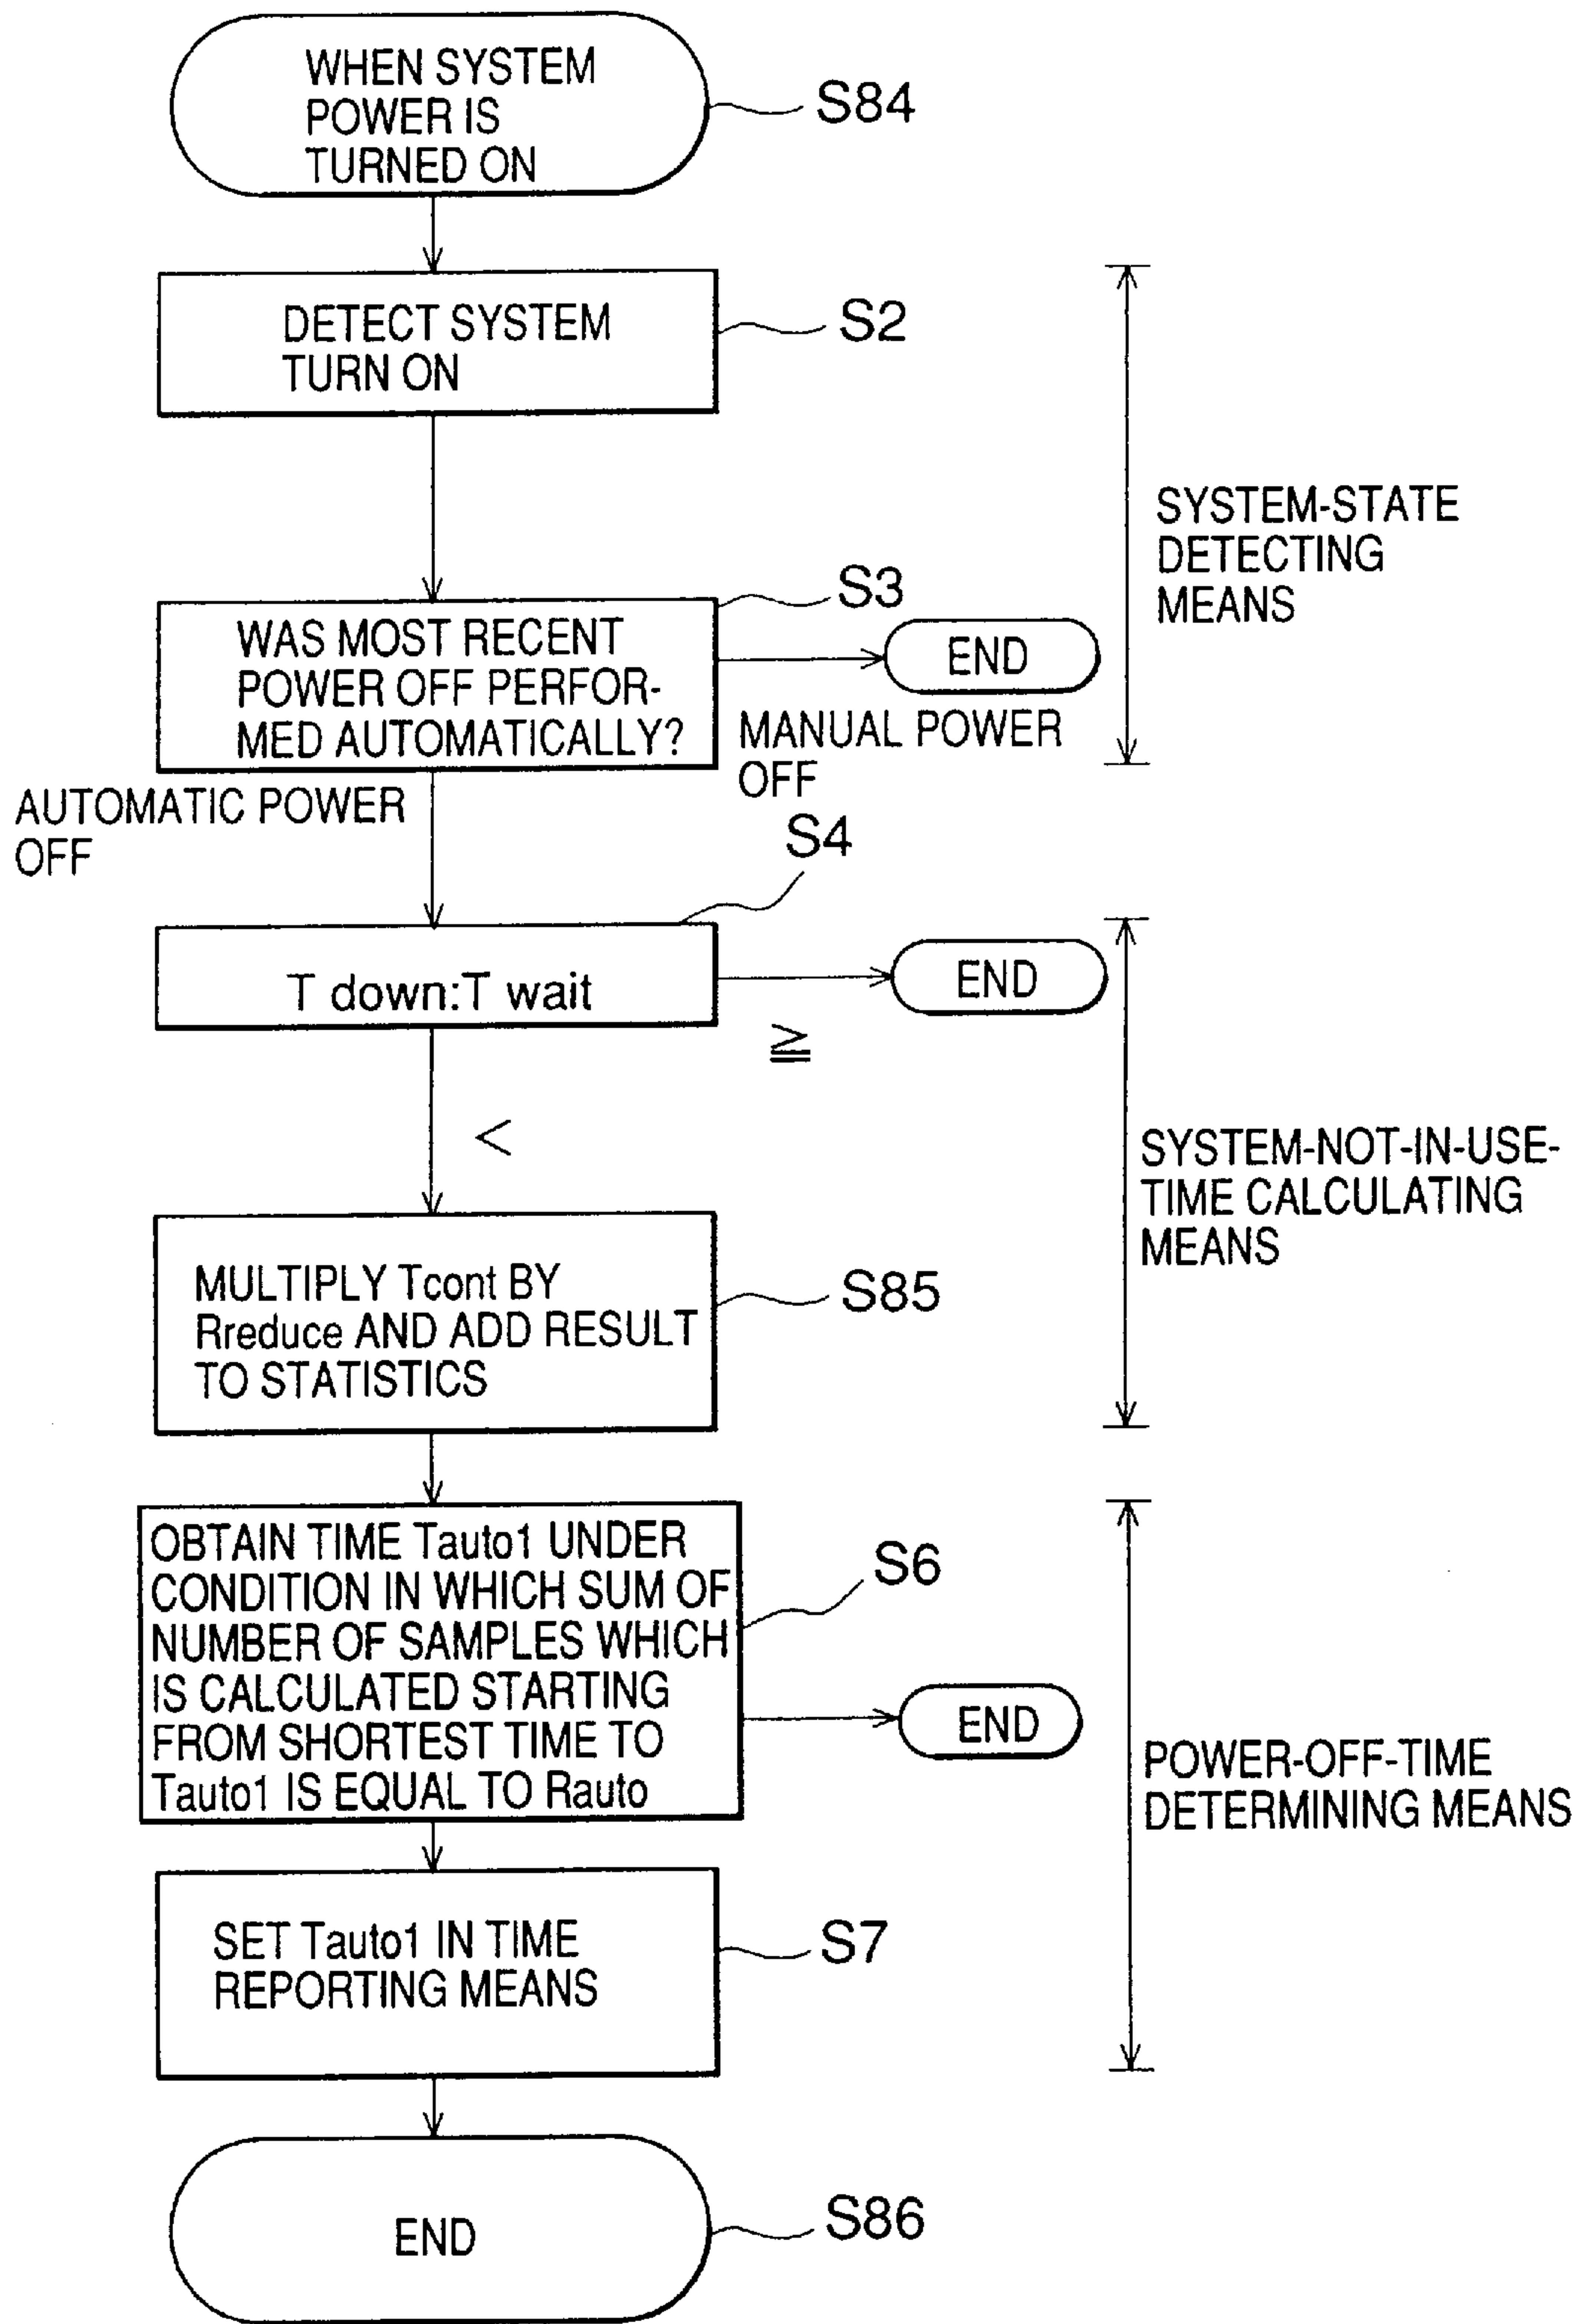 WHEN SYSTEM
POWER IS
TURNED ON
S84
DETECT SYSTEM
TURN ON
S2
SYSTEM-STATE
DETECTING
MEANS
S3
WAS MOST RECENT
POWER OFF PERFOR-
MED AUTOMATICALLY?
END
MANUAL POWER
OFF
AUTOMATIC POWER
OFF
S4
T down:T wait
END
≧
<
SYSTEM-NOT-IN-USE-
TIME CALCULATING
MEANS
MULTIPLY Tcont BY
Rreduce AND ADD RESULT
TO STATISTICS
S85
OBTAIN TIME Tauto1 UNDER
CONDITION IN WHICH SUM OF
NUMBER OF SAMPLES WHICH
IS CALCULATED STARTING
FROM SHORTEST TIME TO
Tauto1 IS EQUAL TO Rauto
S6
END
POWER-OFF-TIME
DETERMINING MEANS
SET Tauto1 IN TIME
REPORTING MEANS
S7
END
S86